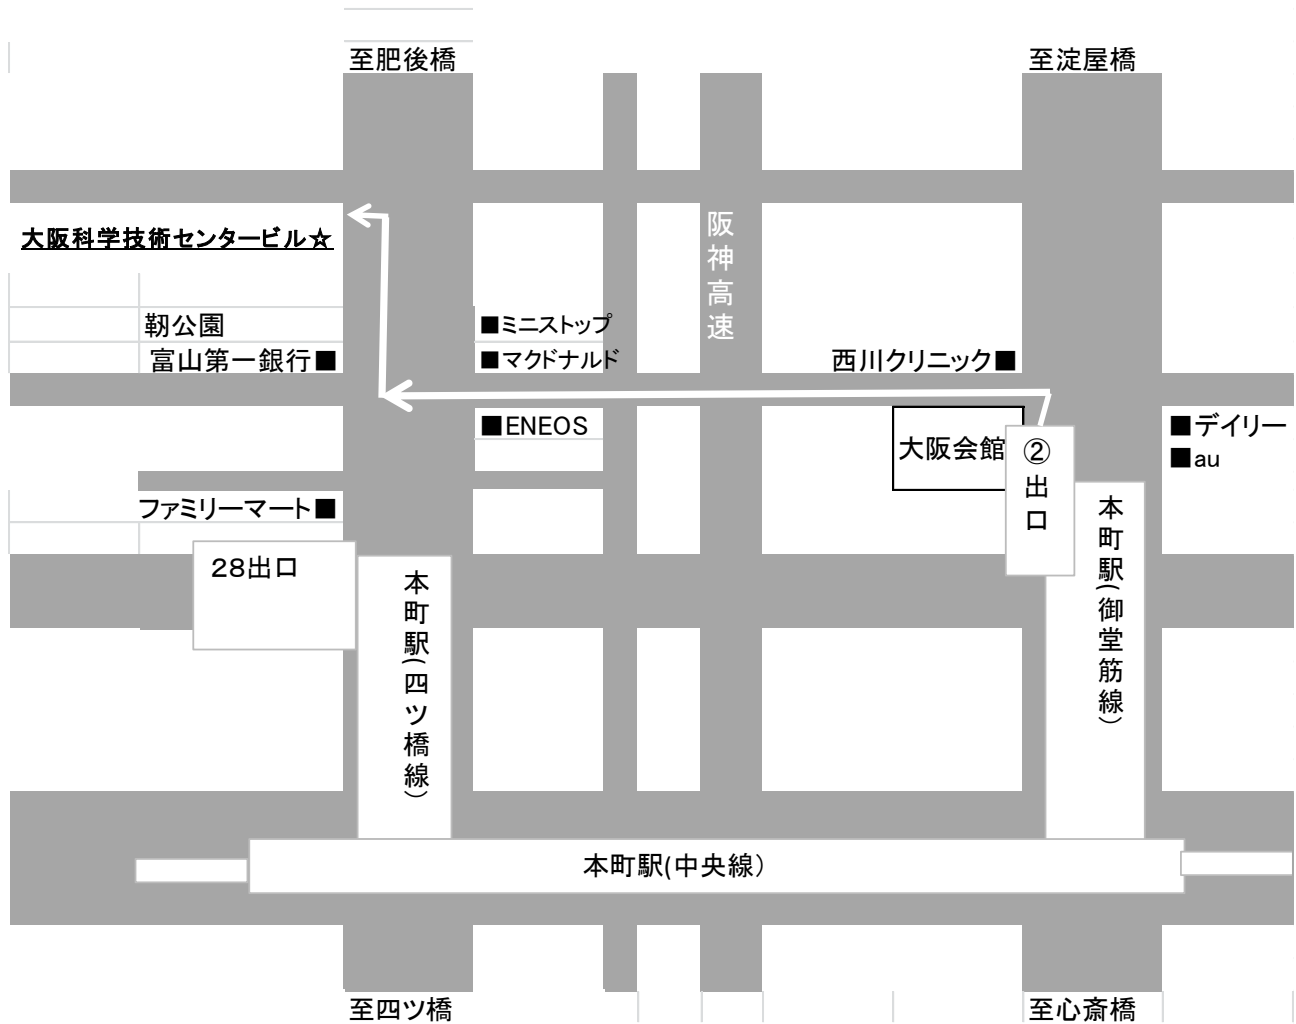 至肥後橋
至淀屋橋
阪神高速
大阪科学技術センタービル☆
靭公園
■ミニストップ
富山第一銀行■
■マクドナルド
西川クリニック■
■ENEOS
大阪会館
②出口
■デイリー
■au
ファミリーマート■
本町駅(御堂筋線)
28出口
本町駅(四ツ橋線)
本町駅(中央線)
至四ツ橋
至心斎橋